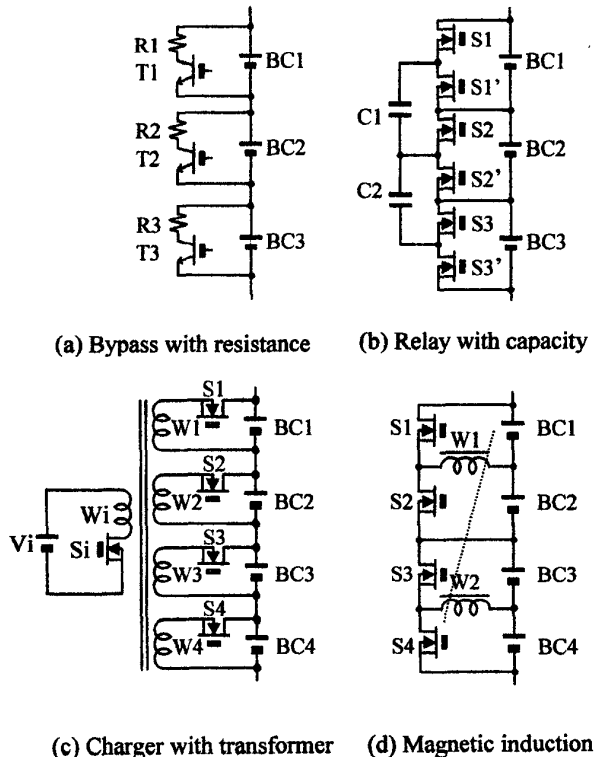 R1
T1
BC1
R2
T2
BC2
R3
T3
BC3
(a) Bypass with resistance
S1
BC1
S1’
C1
S2
BC2
S2’
C2
S3
BC3
S3’
(b) Relay with capacity
S1
W1
BC1
S2
W2
BC2
Wi
Vi
Si
S3
W3
BC3
S4
W4
BC4
(c) Charger with transformer
S1
BC1
W1
S2
BC2
S3
BC3
W2
S4
BC4
(d) Magnetic induction